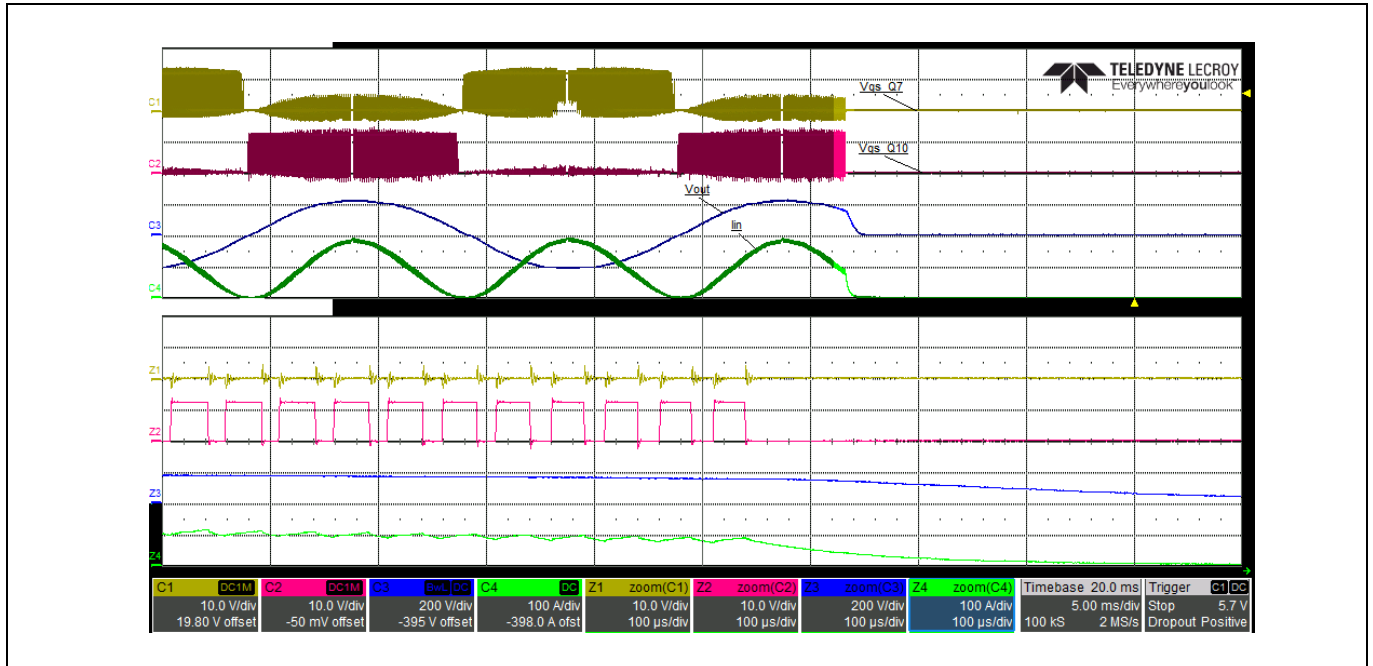 TELEDYNE LECROY
Everywhereyoulook
C1
Vgs_Q7
C2
Vgs_Q10
Vout
C3
Iin
C4
Z1
Z2
Z3
Z4
C1 DC1M C2 DC1M C3 BwL DC C4 DC Z1 zoom(C1) Z2 zoom(C2) Z3 zoom(C3) Z4 zoom(C4) Timebase 20.0 ms Trigger C1 DC
10.0 V/div 10.0 V/div 200 V/div 100 A/div 10.0 V/div 10.0 V/div 200 V/div 100 A/div 5.00 ms/div Stop 5.7 V
19.80 V offset -50 mV offset -395 V offset -398.0 A ofst 100 µs/div 100 µs/div 100 µs/div 100 µs/div 100 kS 2 MS/s Dropout Positive